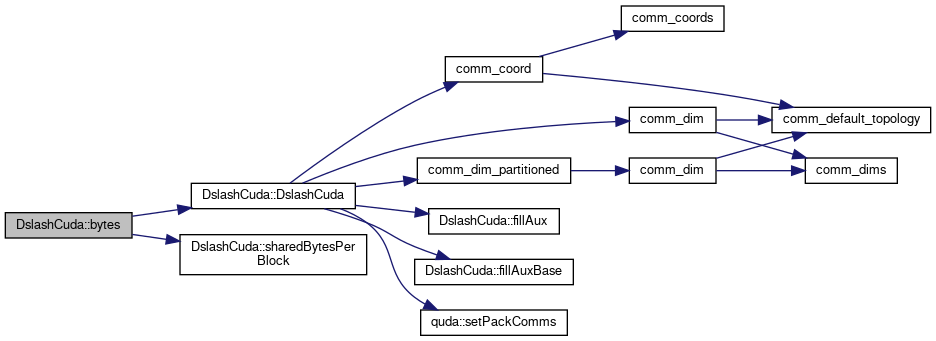 comm_coords
comm_coord
comm_default_topology
comm_dim
comm_dim_partitioned
comm_dim
comm_dims
DslashCuda::DslashCuda
DslashCuda::bytes
DslashCuda::fillAux
DslashCuda::sharedBytesPer
Block
DslashCuda::fillAuxBase
quda::setPackComms